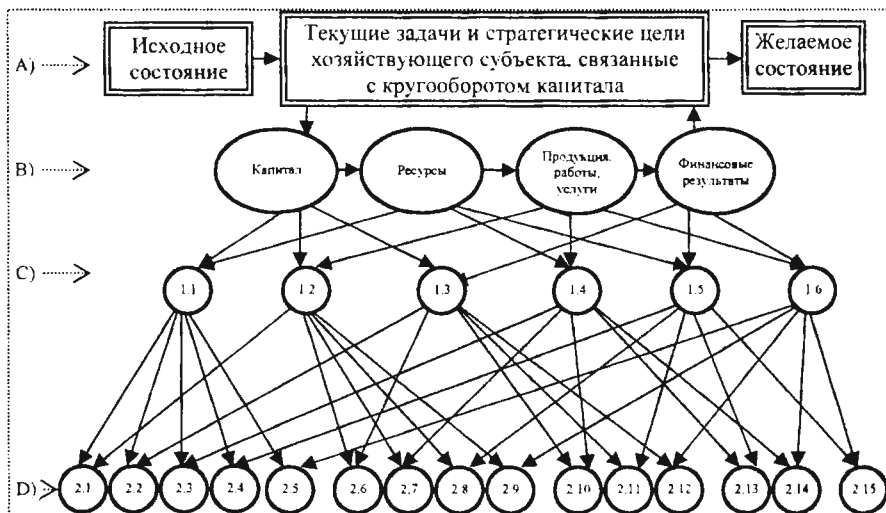 Исходное
состояние
Текущие задачи и стратегические цели
хозяйствующего субъекта, связанные
с кругооборотом капитала
Желаемое
состояние
A)
B)
Капитал
Ресурсы
Продукция,
работы,
услуги
Финансовые
результаты
C)
1.1
1.2
1.3
1.4
1.5
1.6
D)
2.1
2.2
2.3
2.4
2.5
2.6
2.7
2.8
2.9
2.10
2.11
2.12
2.13
2.14
2.15